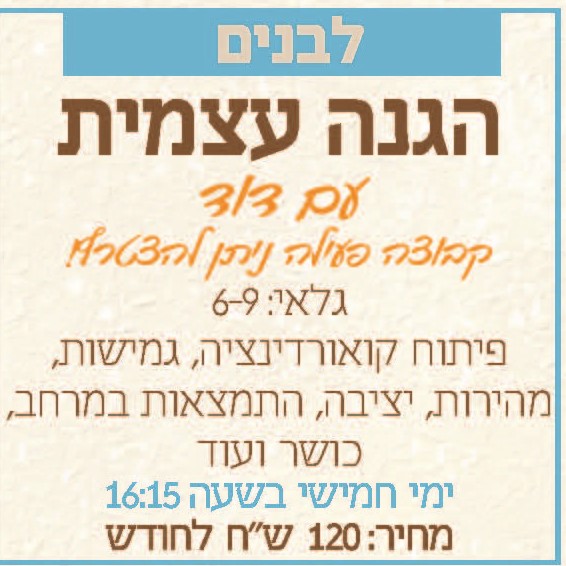 לבנים
הגנה עצמית
עם דוד
קבוצה פעילה ניתן להצטרף!
גלאי: 6-9
פיתוח קואורדינציה, גמישות,
מהירות, יציבה, התמצאות במרחב,
כושר ועוד
ימי חמישי בשעה 16:15
מחיר: 120 ש"ח לחודש